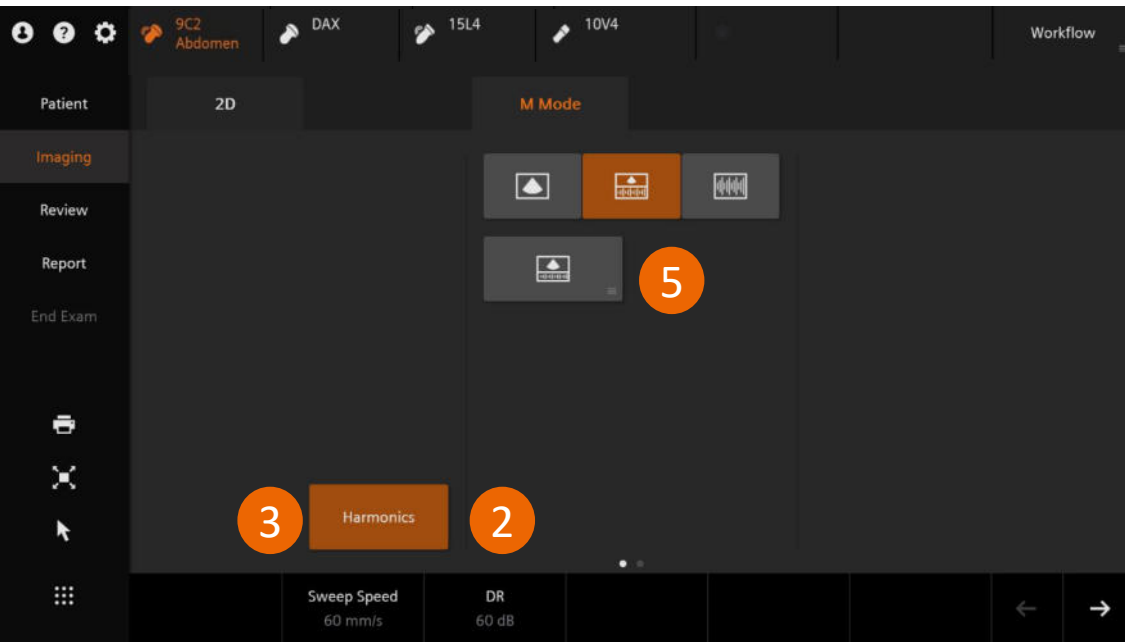 9C2
Abdomen
DAX
15L4
10V4
Workflow
Patient
2D
M Mode
Imaging
Review
Report
5
End Exam
3
Harmonics
2
Sweep Speed
60 mm/s
DR
60 dB